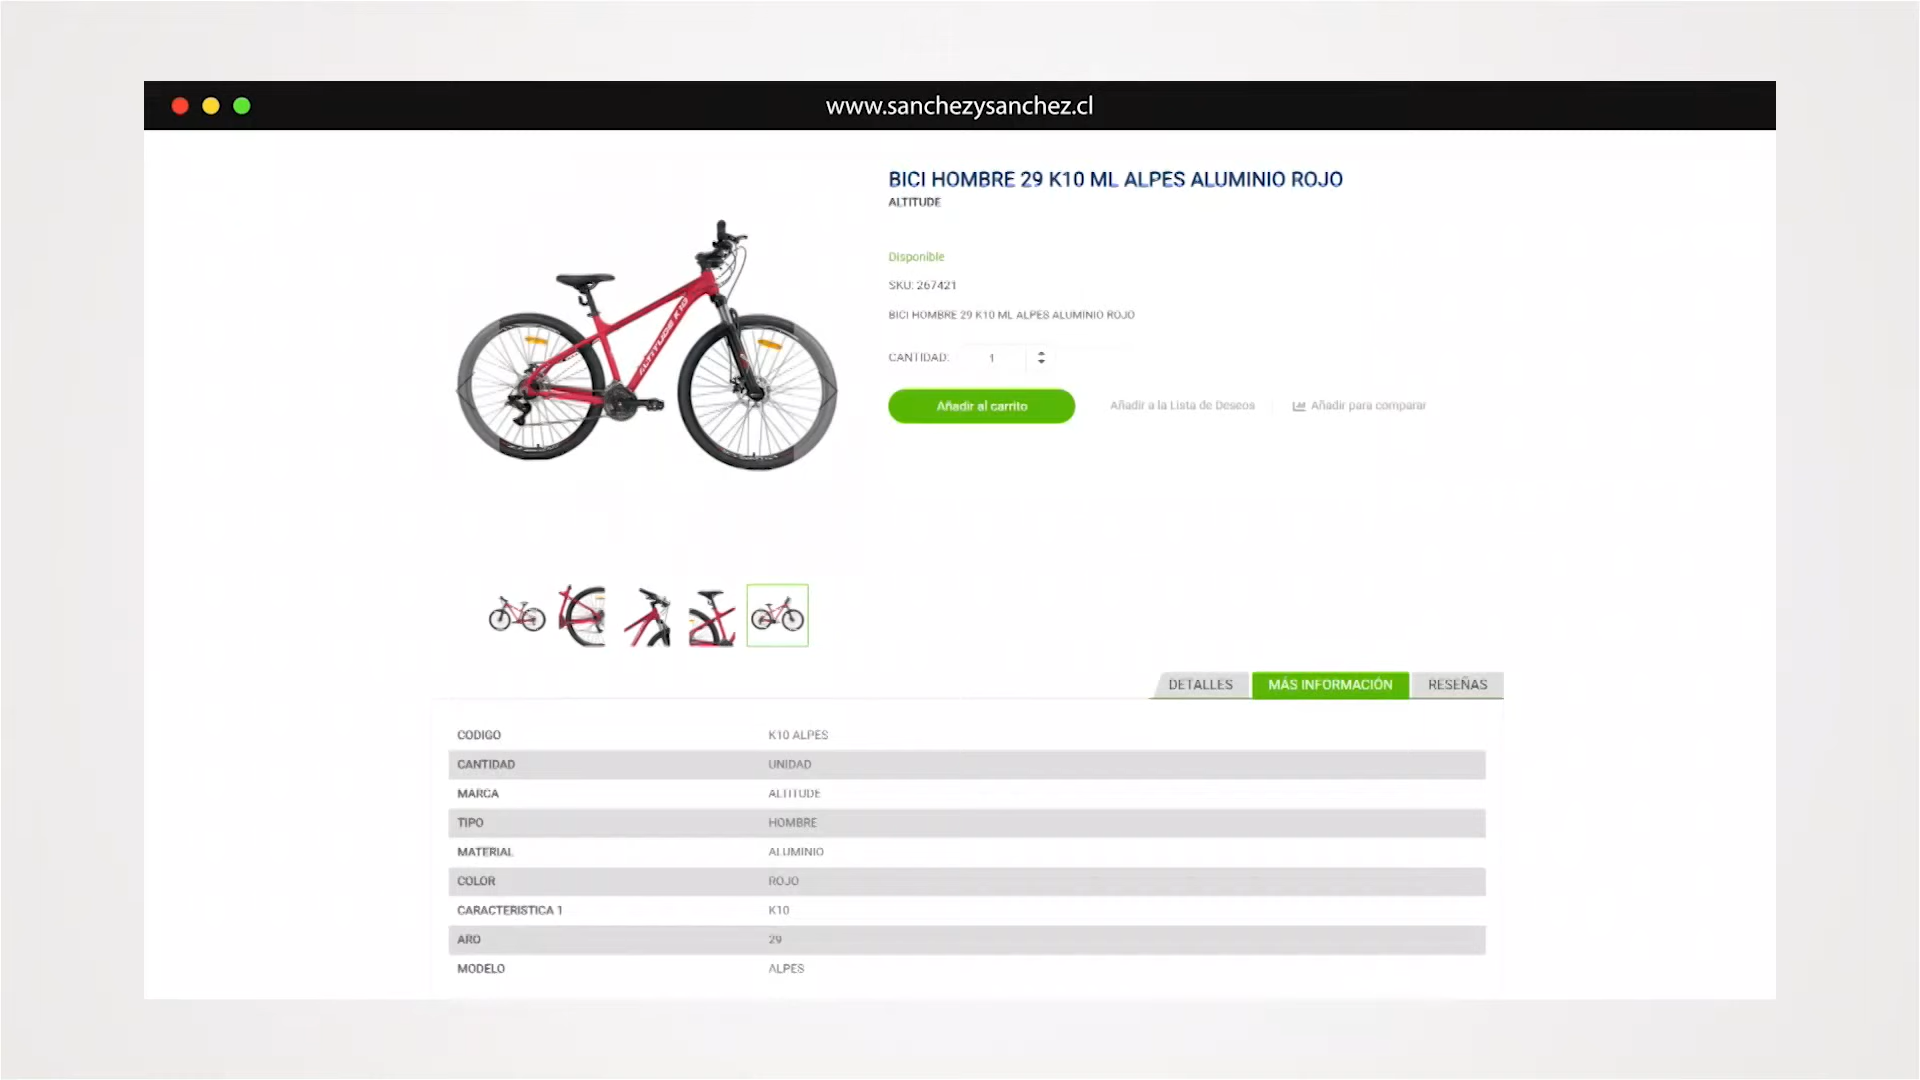 www.sanchezysanchez.cl
BICI HOMBRE 29 K10 ML ALPES ALUMINIO ROJO
ALTITUDE
Disponible
SKU: 267421
BICI HOMBRE 29 K10 ML ALPES ALUMINIO ROJO
CANTIDAD: 1
Añadir al carrito Añadir a la Lista de Deseos Añadir para comparar
ALTITUDE K10
DETALLES MÁS INFORMACIÓN RESEÑAS
CODIGO K10 ALPES
CANTIDAD UNIDAD
MARCA ALTITUDE
TIPO HOMBRE
MATERIAL ALUMINIO
COLOR ROJO
CARACTERISTICA 1 K10
ARO 29
MODELO ALPES